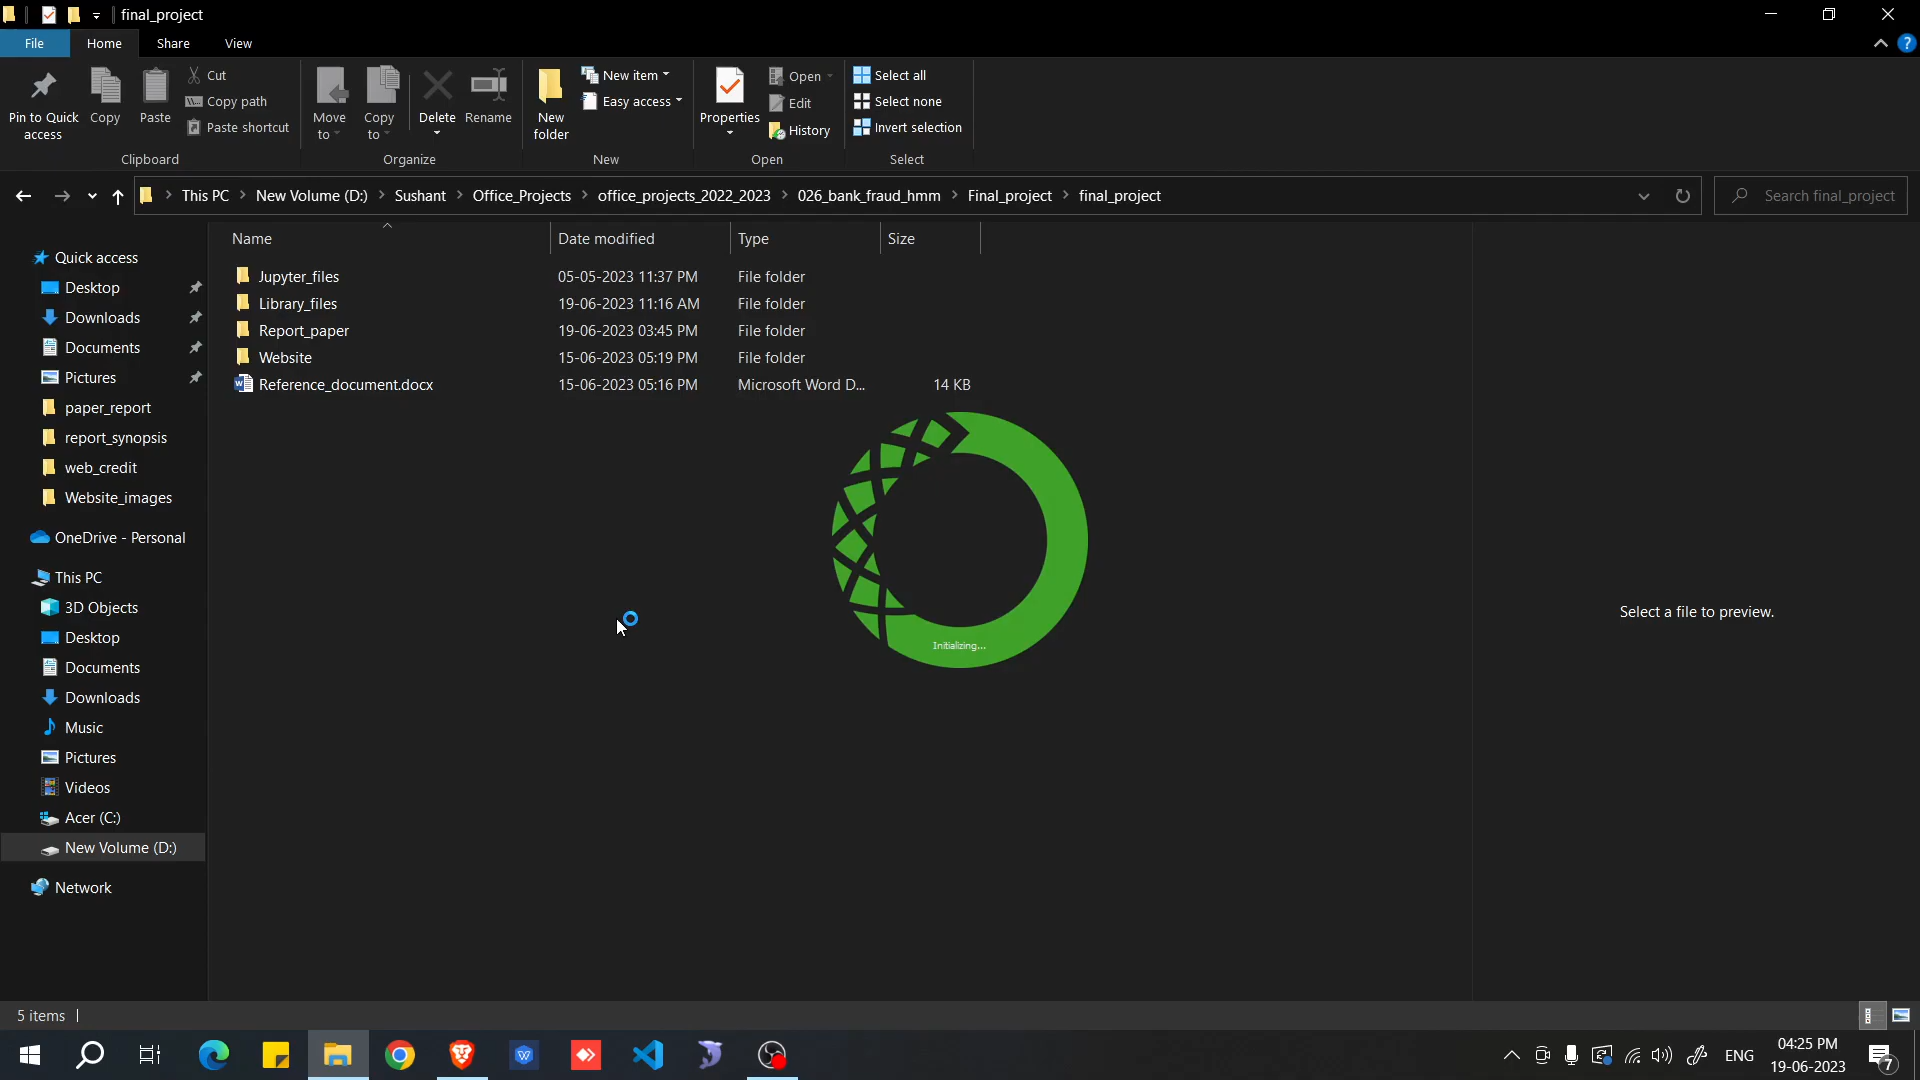 final_project
File Home Share View
Pin to Quick access
Copy
Paste
Cut
Copy path
Paste shortcut
Clipboard
Move to
Copy to
Delete
Rename
Organize
New folder
New item
Easy access
New
Properties
Open
Edit
History
Open
Select all
Select none
Invert selection
Select
This PC > New Volume (D:) > Sushant > Office_Projects > office_projects_2022_2023 > 026_bank_fraud_hmm > Final_project > final_project
Search final_project
Name Date modified Type Size
Jupyter_files 05-05-2023 11:37 PM File folder
Library_files 19-06-2023 11:16 AM File folder
Report_paper 19-06-2023 03:45 PM File folder
Website 15-06-2023 05:19 PM File folder
Reference_document.docx 15-06-2023 05:16 PM Microsoft Word D... 14 KB
Quick access
Desktop
Downloads
Documents
Pictures
paper_report
report_synopsis
web_credit
Website_images
OneDrive - Personal
This PC
3D Objects
Desktop
Documents
Downloads
Music
Pictures
Videos
Acer (C:)
New Volume (D:)
Network
Initializing...
Select a file to preview.
5 items
ENG
04:25 PM
19-06-2023
7